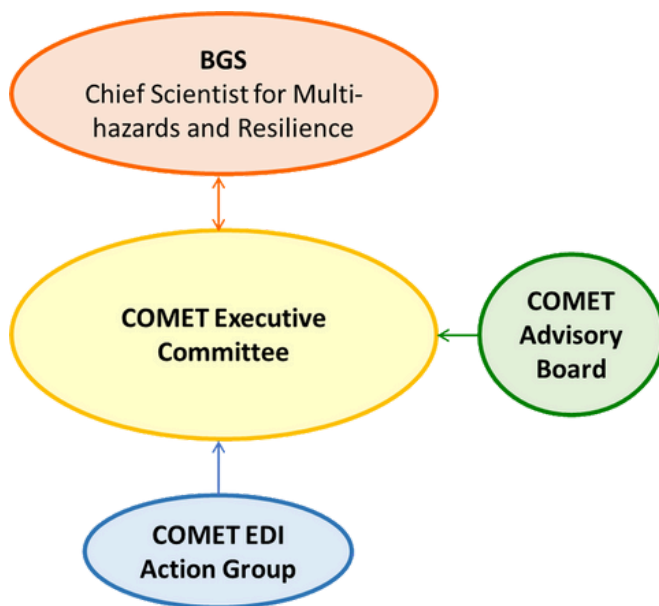 BGS
Chief Scientist for Multi-
hazards and Resilience
COMET Executive
Committee
COMET
Advisory
Board
COMET EDI
Action Group